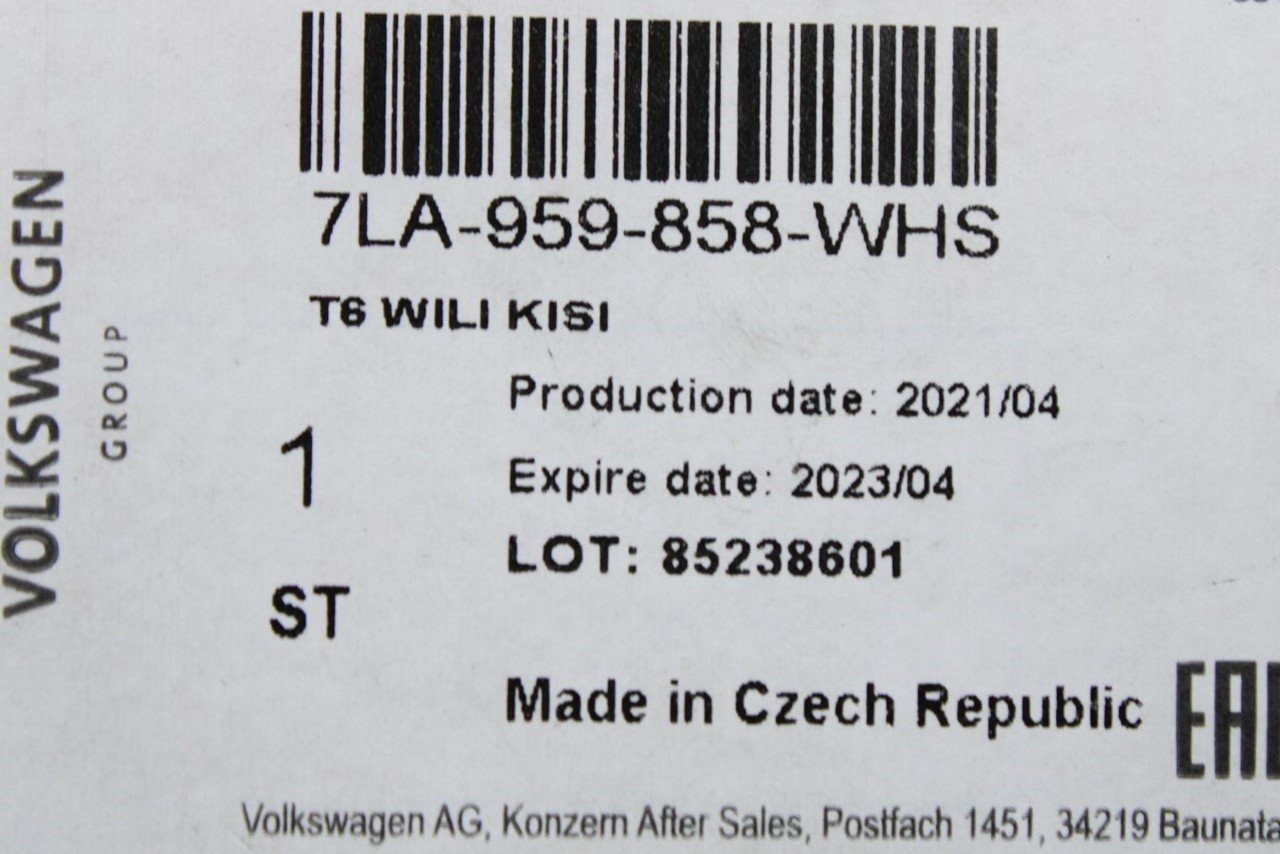 VOLKSWAGEN
GROUP
7LA-959-858-WHS
T6 WILI KISI
Production date: 2021/04
1
Expire date: 2023/04
LOT: 85238601
ST
Made in Czech Republic
EAC
Volkswagen AG, Konzern After Sales, Postfach 1451, 34219 Baunata